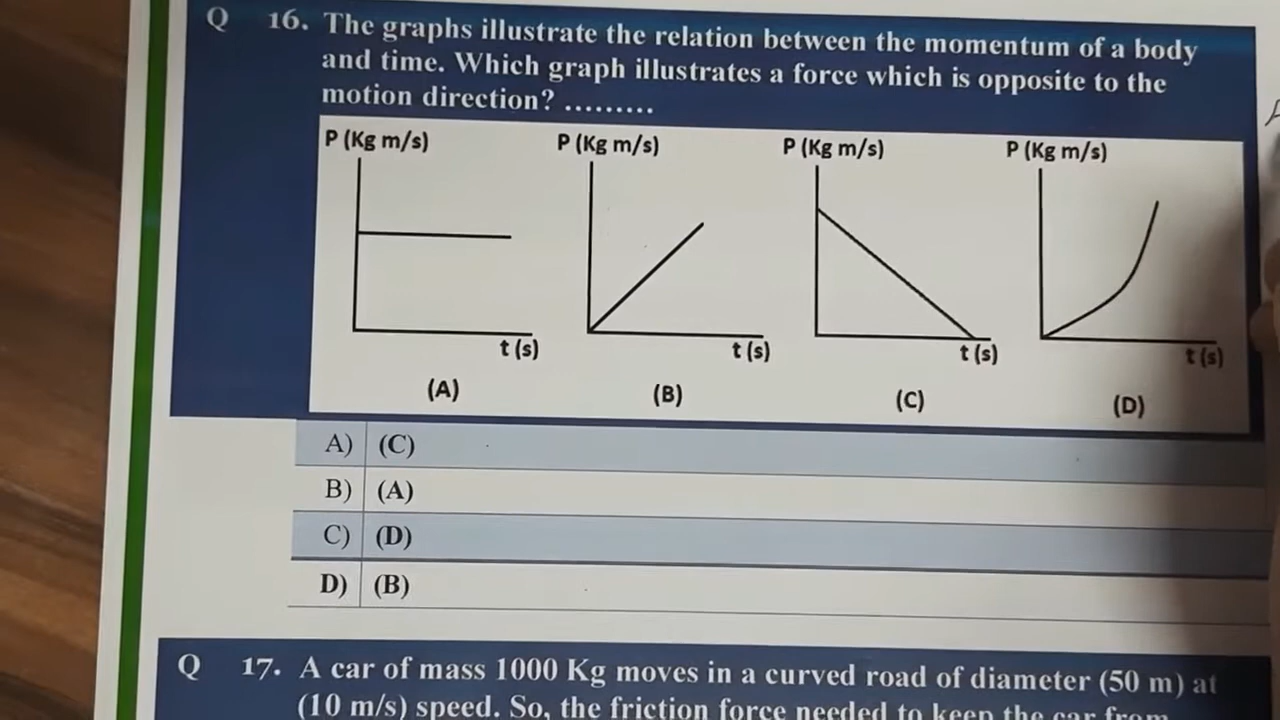 Q 16. The graphs illustrate the relation between the momentum of a body
and time. Which graph illustrates a force which is opposite to the
motion direction? .........
P (Kg m/s) P (Kg m/s) P (Kg m/s) P (Kg m/s)
t (s) t (s) t (s) t (s)
(A) (B) (C) (D)
A) (C)
B) (A)
C) (D)
D) (B)
Q 17. A car of mass 1000 Kg moves in a curved road of diameter (50 m) at
(10 m/s) speed. So, the friction force needed to keep the car from